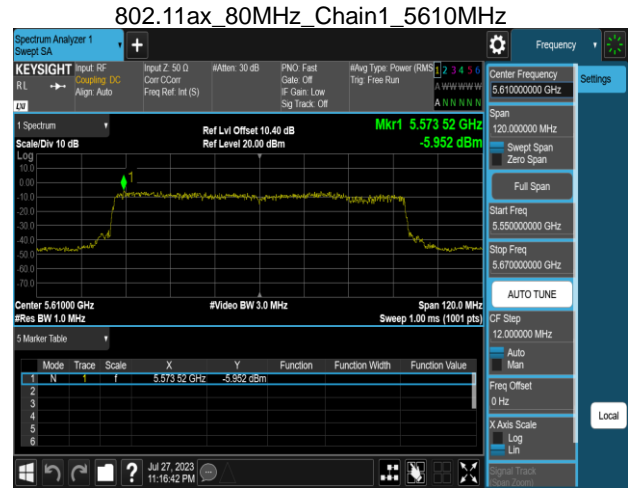 802.11ax_80MHz_Chain1_5610MHz
Spectrum Analyzer 1
Swept SA
+
Frequency
KEYSIGHT
RL
LXI
Input: RF
Coupling: DC
Align: Auto
Input Z: 50 Ω
Corr CCorr
Freq Ref: Int (S)
#Atten: 30 dB
PNO: Fast
Gate: Off
IF Gain: Low
Sig Track: Off
#Avg Type: Power (RMS
Trig: Free Run
1 2 3 4 5 6
A W W W W W
A N N N N N
Center Frequency
5.610000000 GHz
Settings
Span
120.000000 MHz
Swept Span
Zero Span
Full Span
Start Freq
5.550000000 GHz
Stop Freq
5.670000000 GHz
AUTO TUNE
CF Step
12.000000 MHz
Auto
Man
Freq Offset
0 Hz
X Axis Scale
Log
Lin
Signal Track
(Span Zoom)
Local
1 Spectrum
Scale/Div 10 dB
Ref Lvl Offset 10.40 dB
Ref Level 20.00 dBm
Mkr1 5.573 52 GHz
-5.952 dBm
Log
10.0
0.00
-10.0
-20.0
-30.0
-40.0
-50.0
-60.0
-70.0
1
Center 5.61000 GHz
#Res BW 1.0 MHz
#Video BW 3.0 MHz
Span 120.0 MHz
Sweep 1.00 ms (1001 pts)
5 Marker Table
Mode Trace Scale X Y Function Function Width Function Value
1 N 1 f 5.573 52 GHz -5.952 dBm
2
3
4
5
6
?
Jul 27, 2023
11:16:42 PM